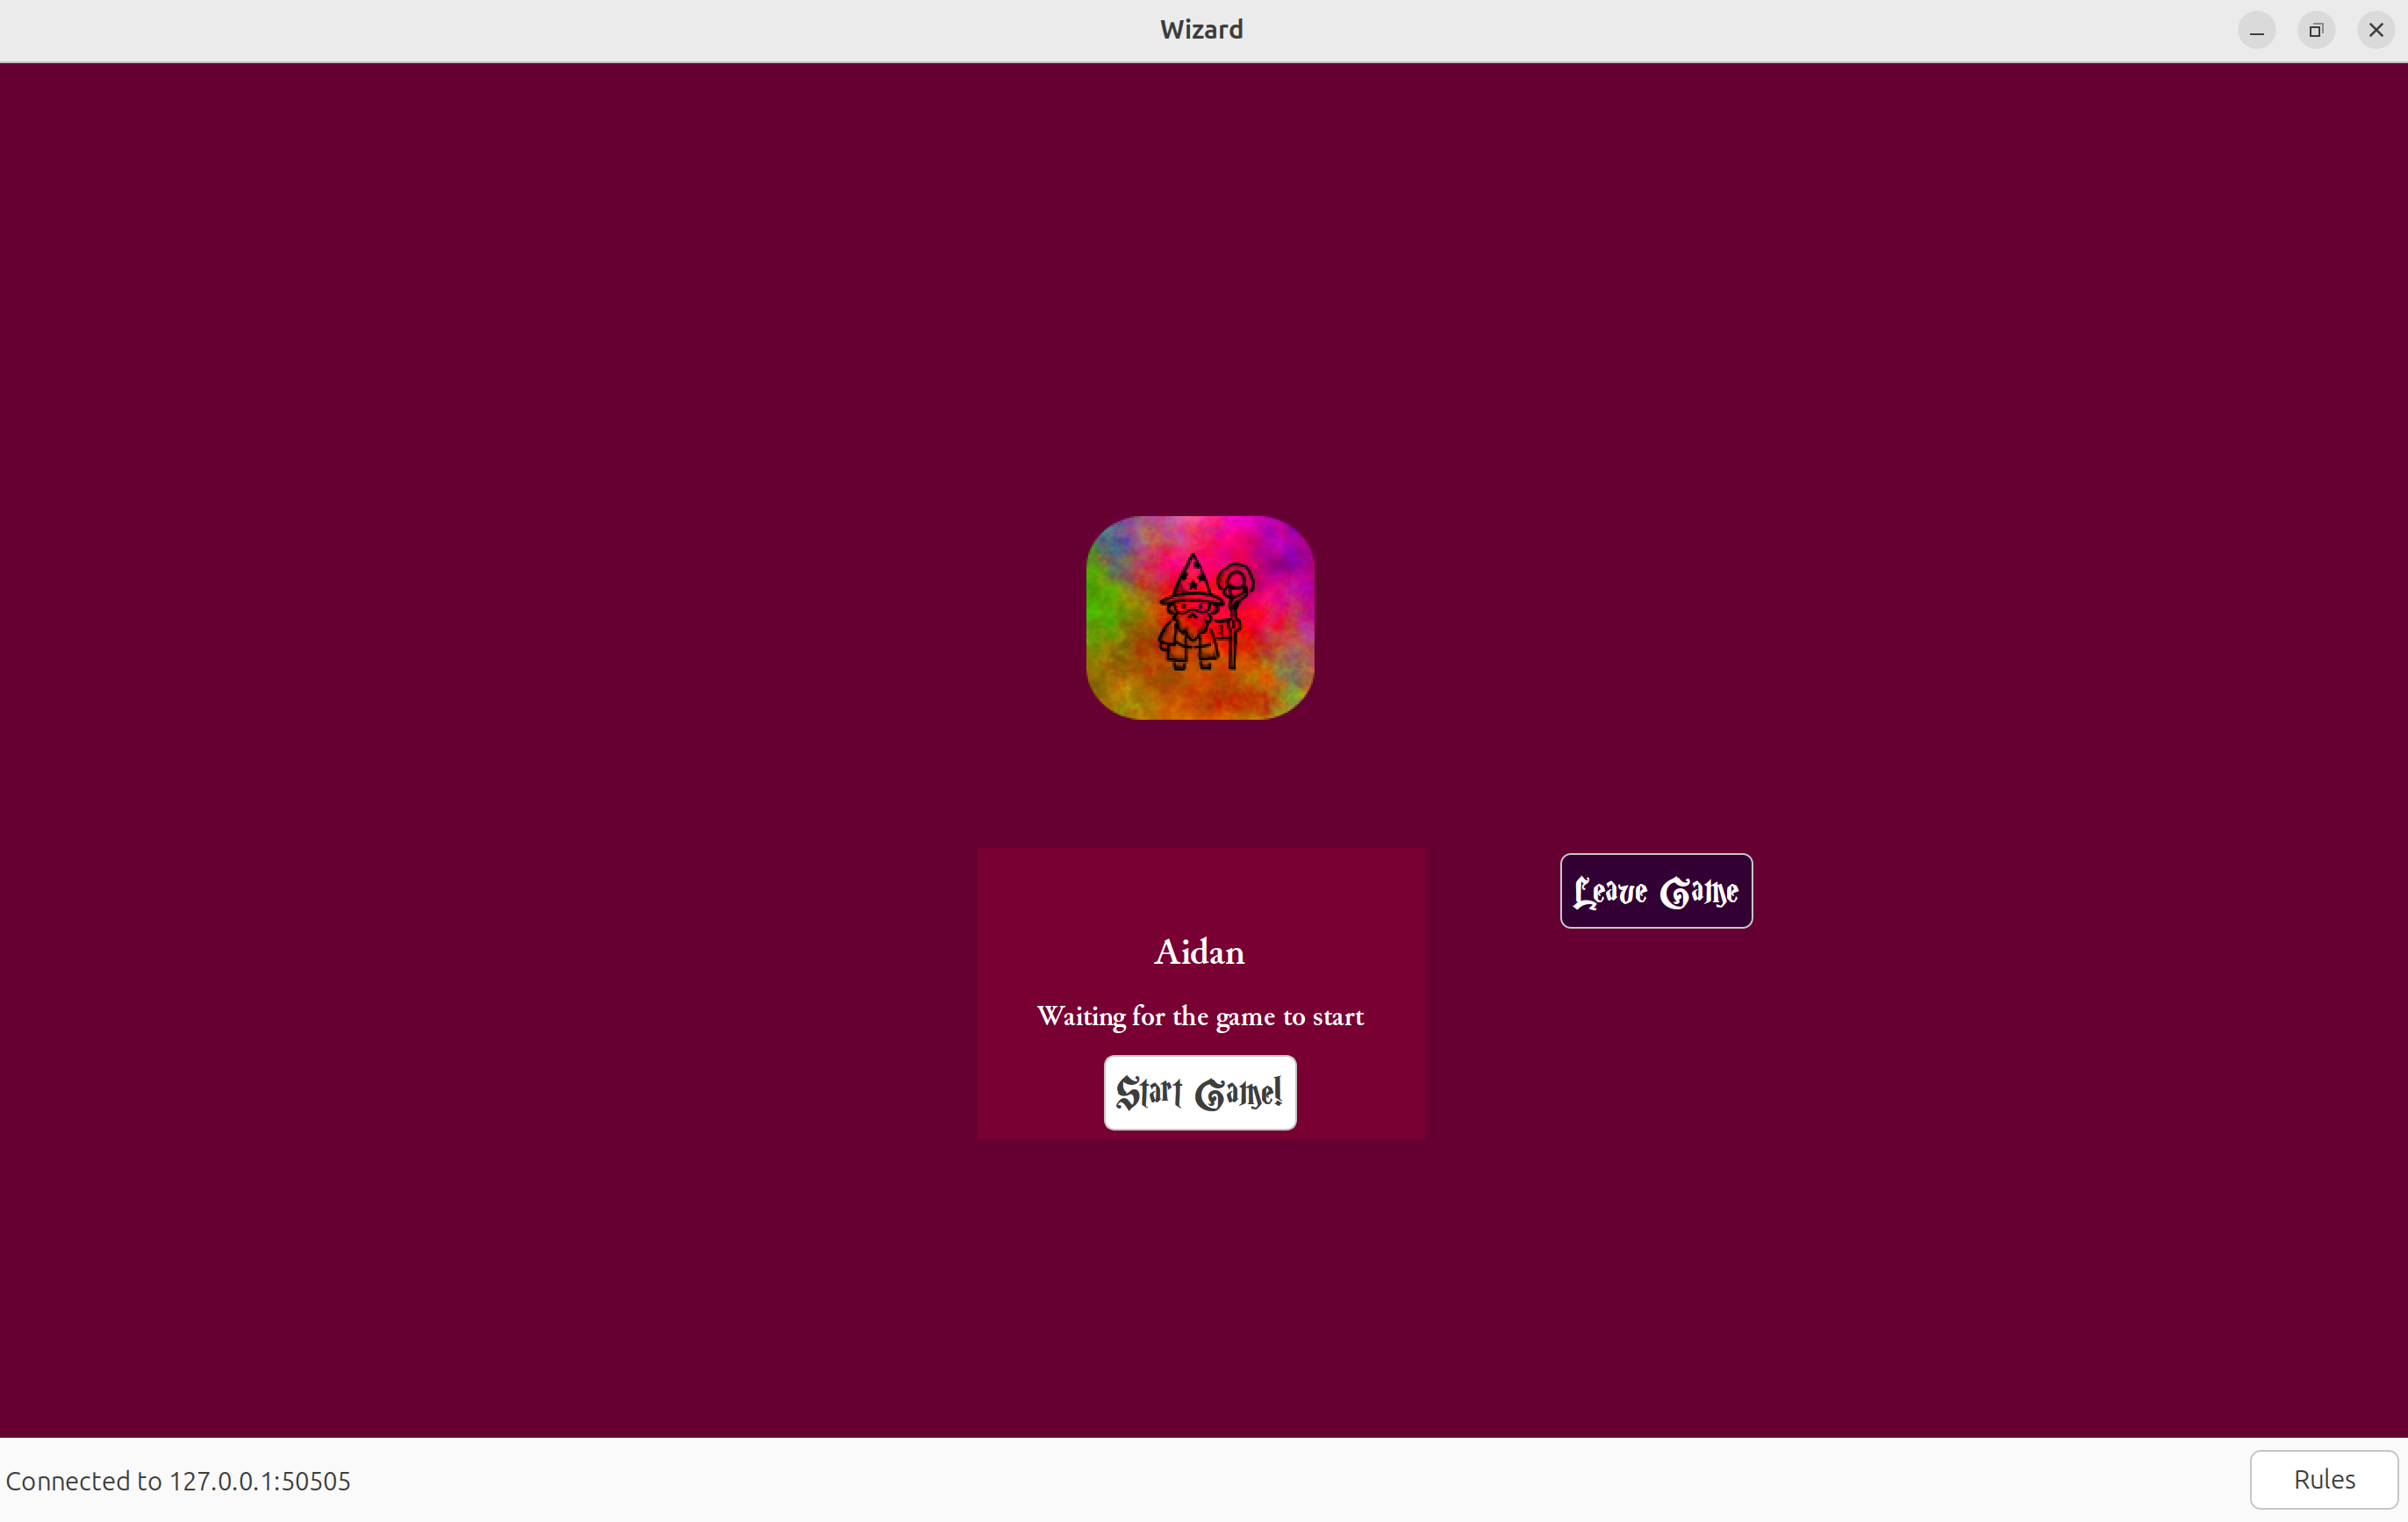 Wizard
Leave Game
Aidan
Waiting for the game to start
Start Game!
Connected to 127.0.0.1:50505
Rules